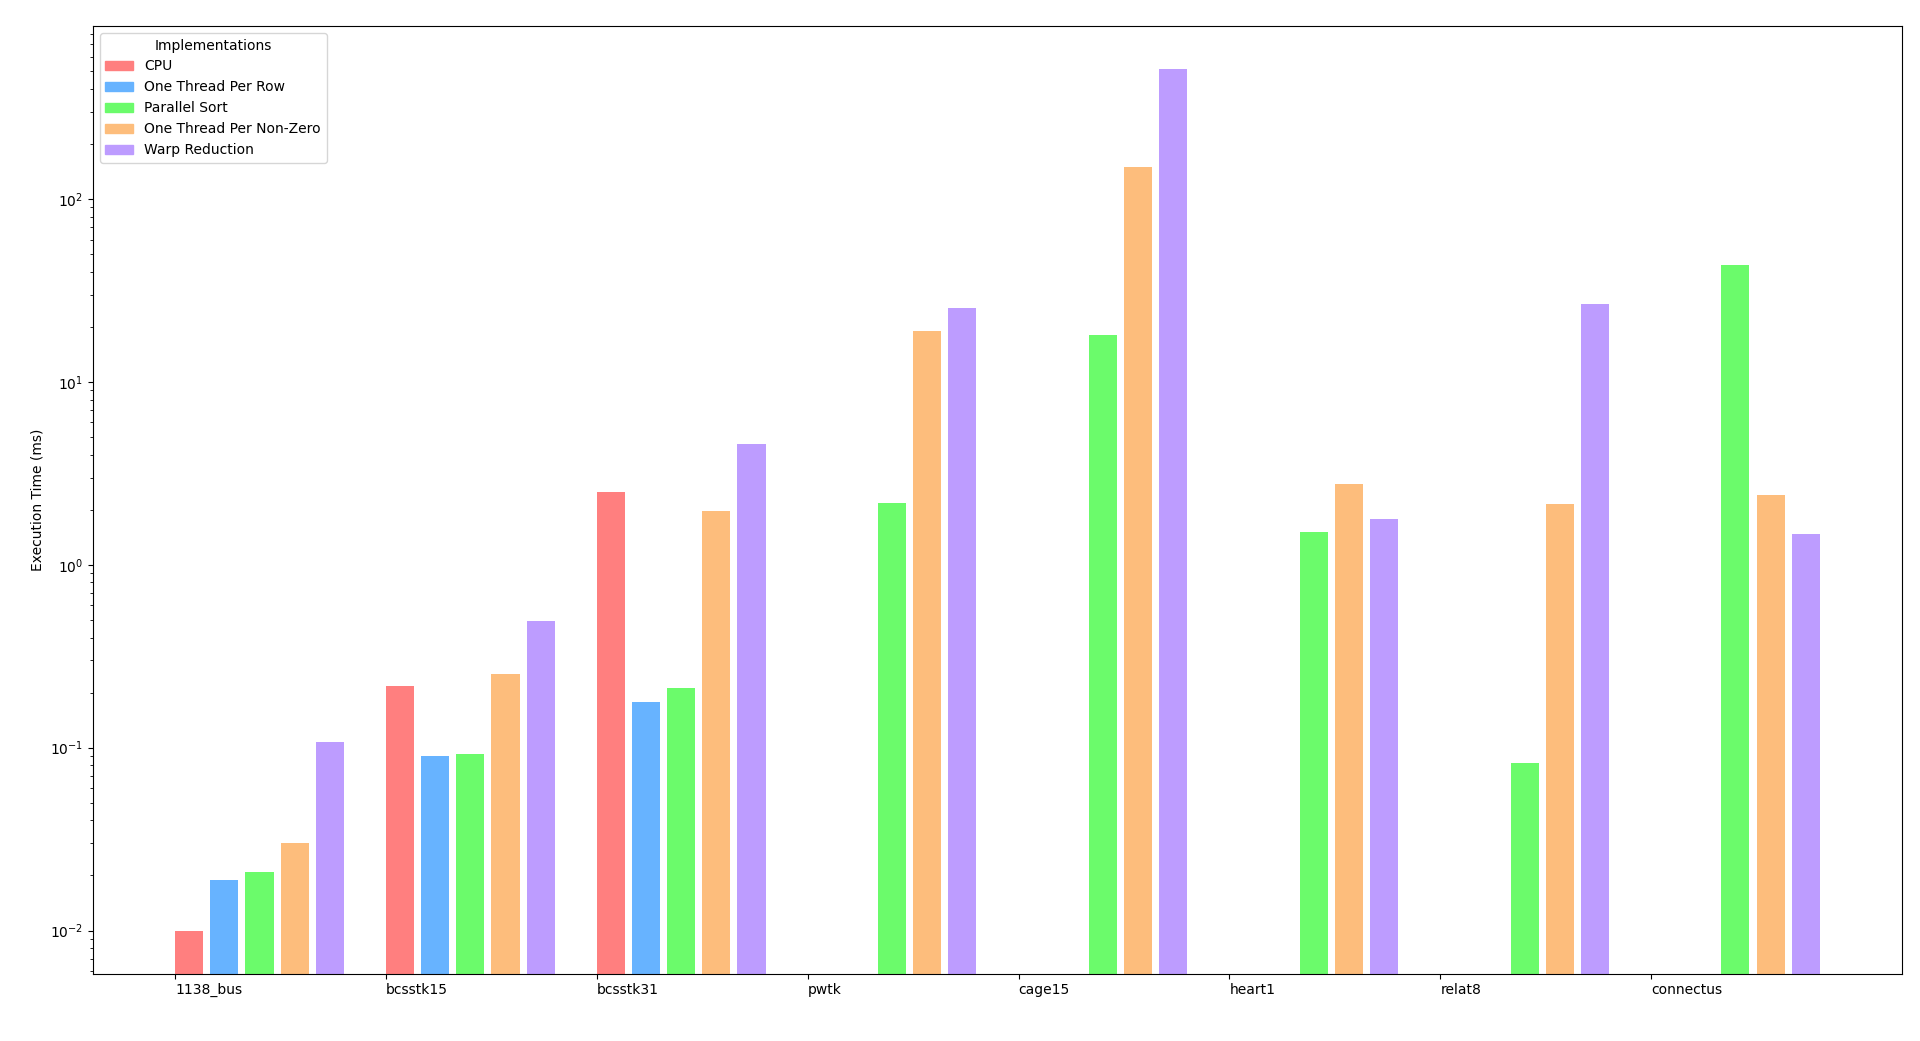 Implementations
CPU
One Thread Per Row
Parallel Sort
One Thread Per Non-Zero
Warp Reduction
Execution Time (ms)
10²
10¹
10⁰
10⁻¹
10⁻²
1138_bus bcsstk15 bcsstk31 pwtk cage15 heart1 relat8 connectus